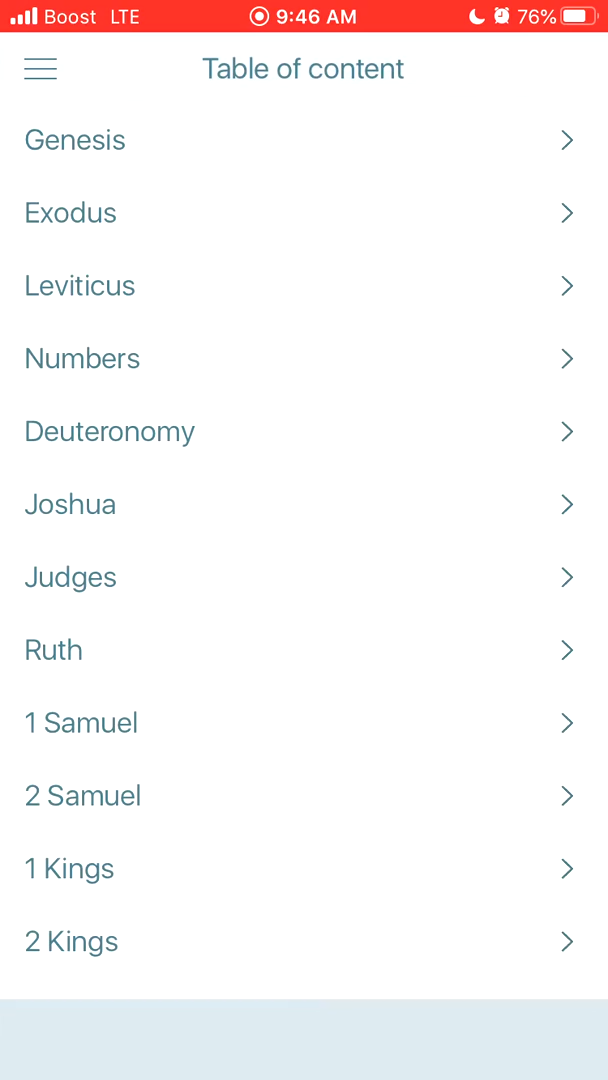 Boost LTE 9:46 AM 76%
Table of content
Genesis
Exodus
Leviticus
Numbers
Deuteronomy
Joshua
Judges
Ruth
1 Samuel
2 Samuel
1 Kings
2 Kings